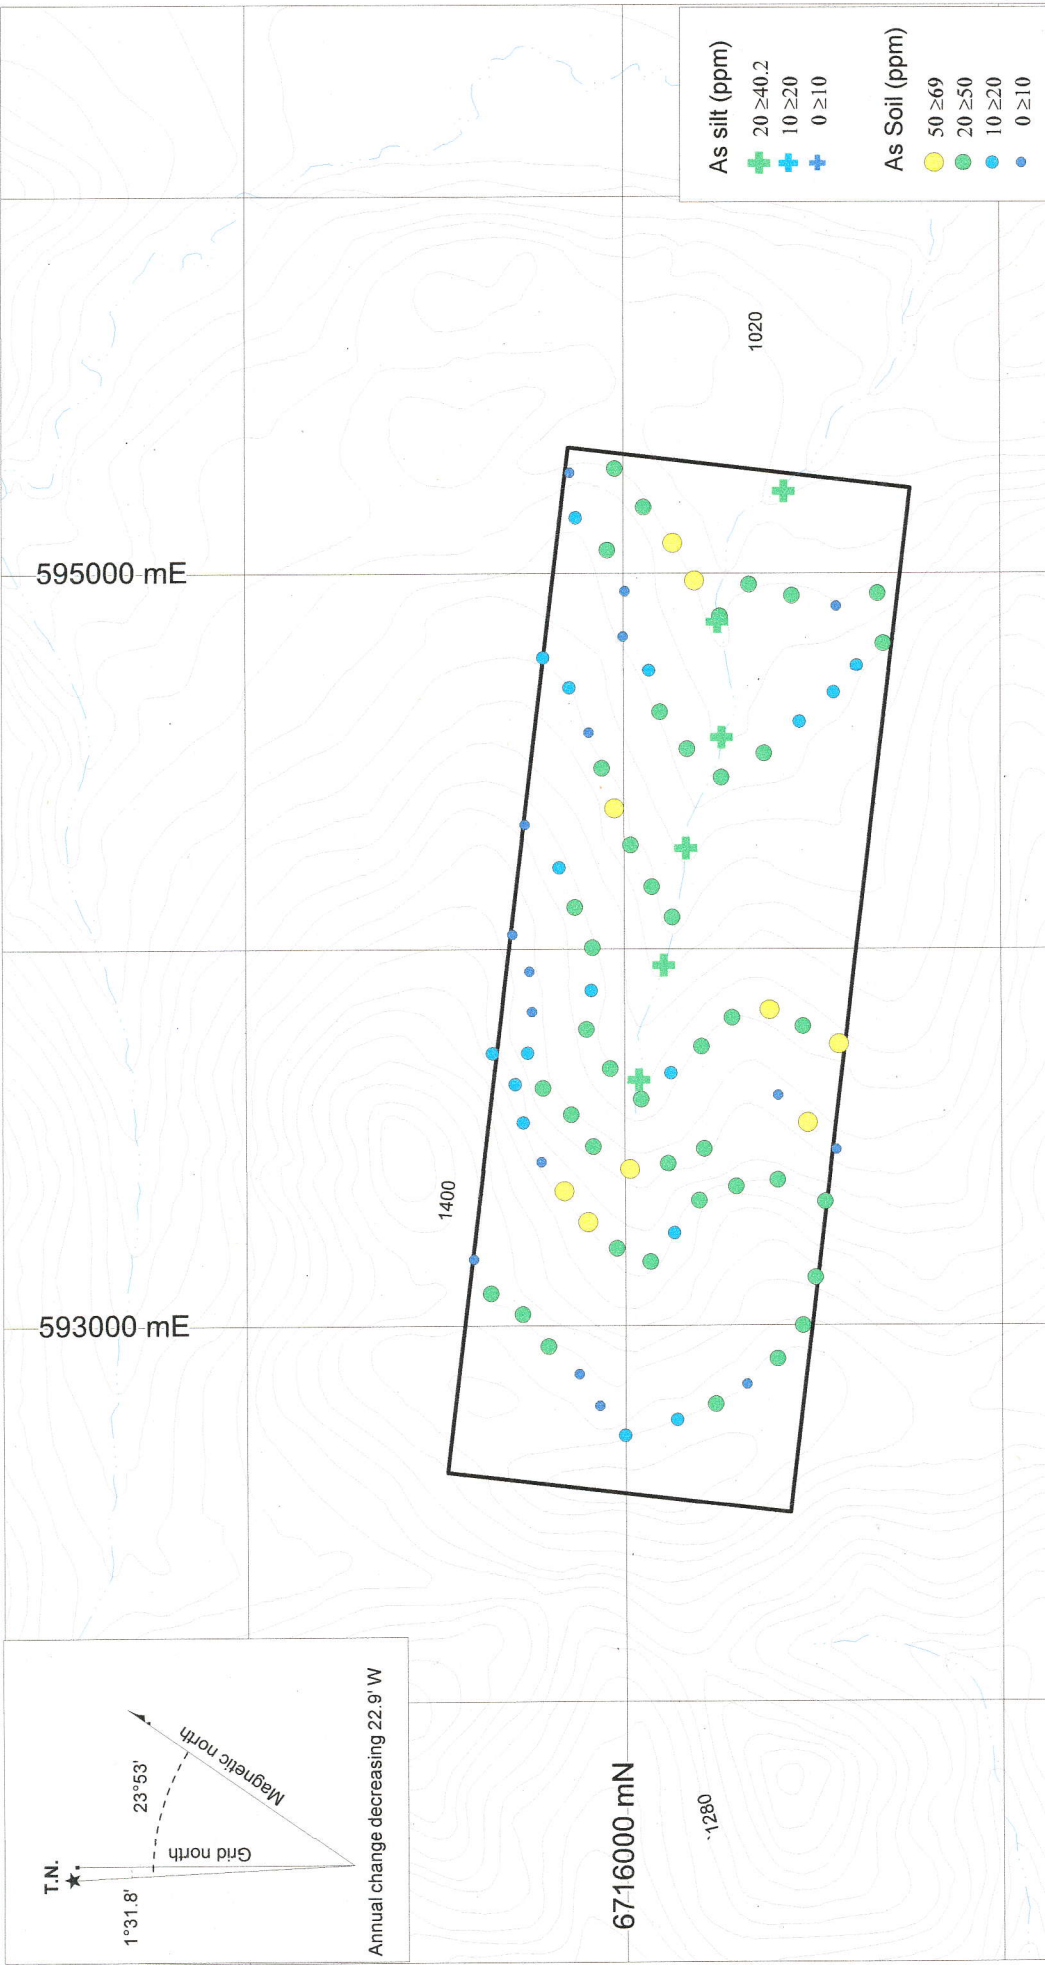 T.N.
1°31.8'
23°53'
Grid north
Magnetic north
Annual change decreasing 22.9' W
593000 mE
595000 mE
1400
1020
1280
6716000 mN
As silt (ppm)
20 ≥40.2
10 ≥20
0 ≥10
As Soil (ppm)
50 ≥69
20 ≥50
10 ≥20
0 ≥10